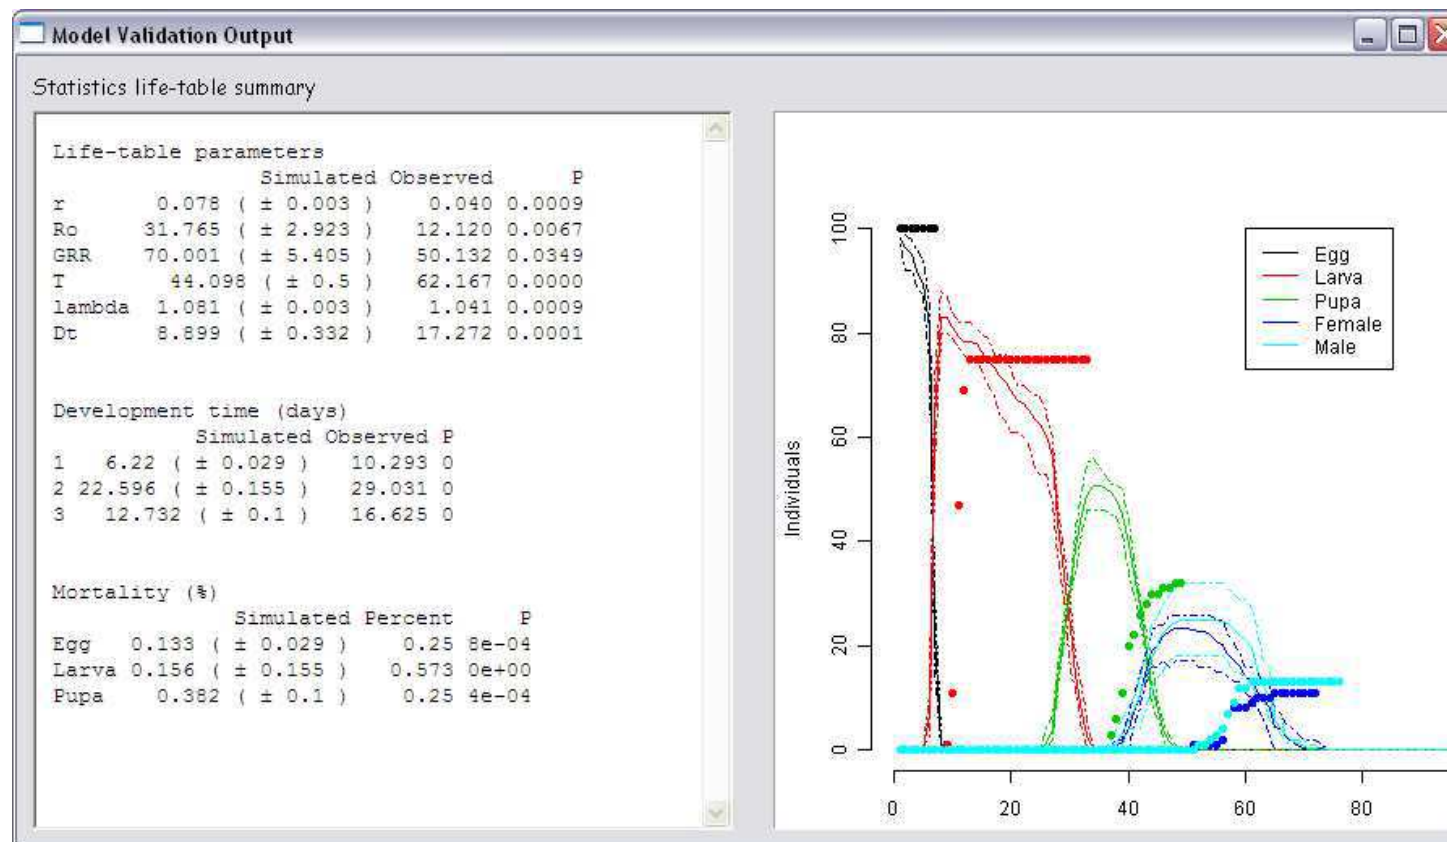 Model Validation Output
Statistics life-table summary
Life-table parameters
Simulated Observed P
r 0.078 ( ± 0.003 ) 0.040 0.0009
Ro 31.765 ( ± 2.923 ) 12.120 0.0067
GRR 70.001 ( ± 5.405 ) 50.132 0.0349
T 44.098 ( ± 0.5 ) 62.167 0.0000
lambda 1.081 ( ± 0.003 ) 1.041 0.0009
Dt 8.899 ( ± 0.332 ) 17.272 0.0001
Development time (days)
Simulated Observed P
1 6.22 ( ± 0.029 ) 10.293 0
2 22.596 ( ± 0.155 ) 29.031 0
3 12.732 ( ± 0.1 ) 16.625 0
Mortality (%)
Simulated Percent P
Egg 0.133 ( ± 0.029 ) 0.25 8e-04
Larva 0.156 ( ± 0.155 ) 0.573 0e+00
Pupa 0.382 ( ± 0.1 ) 0.25 4e-04
Individuals
100
80
60
40
20
0
Egg
Larva
Pupa
Female
Male
0 20 40 60 80